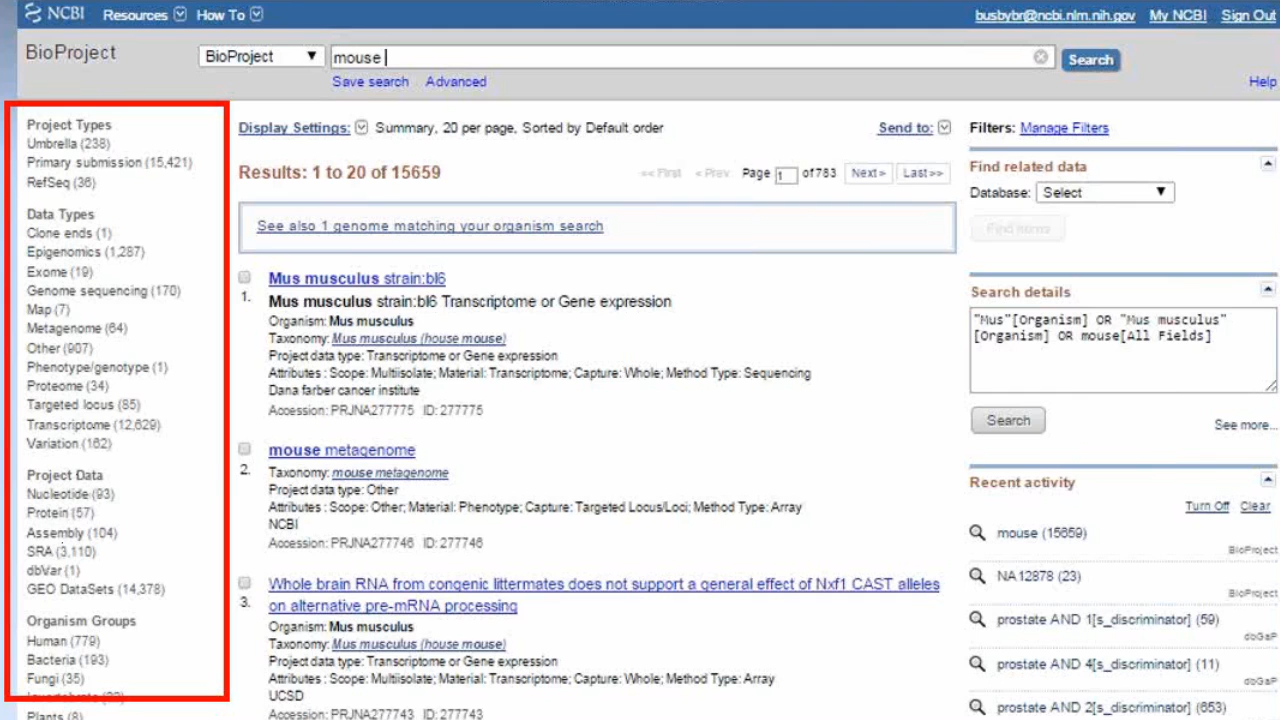 NCBI Resources How To busbybr@ncbi.nlm.nih.gov My NCBI Sign Out
BioProject BioProject mouse Search
Save search Advanced Help
Project Types
Umbrella (238)
Primary submission (15,421)
RefSeq (36)
Data Types
Clone ends (1)
Epigenomics (1,287)
Exome (19)
Genome sequencing (170)
Map (7)
Metagenome (64)
Other (907)
Phenotype/genotype (1)
Proteome (34)
Targeted locus (85)
Transcriptome (12,629)
Variation (162)
Project Data
Nucleotide (93)
Protein (57)
Assembly (104)
SRA (3,110)
dbVar (1)
GEO DataSets (14,378)
Organism Groups
Human (779)
Bacteria (193)
Fungi (35)
Plants (8)
Display Settings: Summary, 20 per page, Sorted by Default order Send to:
Results: 1 to 20 of 15659 << First < Prev Page 1 of 783 Next > Last >>
See also 1 genome matching your organism search
Mus musculus strain:bl6
1. Mus musculus strain:bl6 Transcriptome or Gene expression
Organism: Mus musculus
Taxonomy: Mus musculus (house mouse)
Project data type: Transcriptome or Gene expression
Attributes : Scope: Multiisolate; Material: Transcriptome; Capture: Whole; Method Type: Sequencing
Dana farber cancer institute
Accession: PRJNA277775 ID: 277775
mouse metagenome
2. Taxonomy: mouse metagenome
Project data type: Other
Attributes : Scope: Other; Material: Phenotype; Capture: Targeted Locus/Loci; Method Type: Array
NCBI
Accession: PRJNA277746 ID: 277746
Whole brain RNA from congenic littermates does not support a general effect of Nxf1 CAST alleles
3. on alternative pre-mRNA processing
Organism: Mus musculus
Taxonomy: Mus musculus (house mouse)
Project data type: Transcriptome or Gene expression
Attributes : Scope: Multiisolate; Material: Transcriptome; Capture: Whole; Method Type: Array
UCSD
Accession: PRJNA277743 ID: 277743
Filters: Manage Filters
Find related data
Database: Select
Find items
Search details
"Mus"[Organism] OR "Mus musculus"
[Organism] OR mouse[All Fields]
Search
See more...
Recent activity
Turn Off Clear
mouse (15659)
BioProject
NA12878 (23)
BioProject
prostate AND 1[s_discriminator] (59)
dbGaP
prostate AND 4[s_discriminator] (11)
dbGaP
prostate AND 2[s_discriminator] (653)